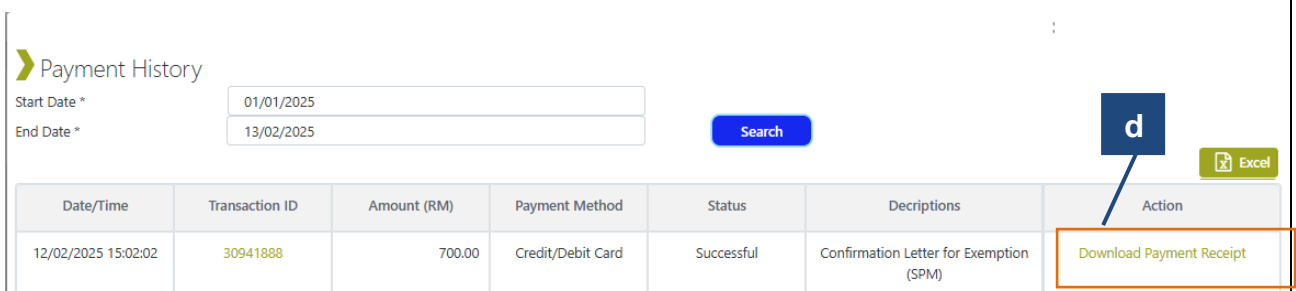 Payment History
Start Date * 01/01/2025
End Date * 13/02/2025
Search
d
Excel
Date/Time Transaction ID Amount (RM) Payment Method Status Decriptions Action
12/02/2025 15:02:02 30941888 700.00 Credit/Debit Card Successful Confirmation Letter for Exemption Download Payment Receipt
(SPM)